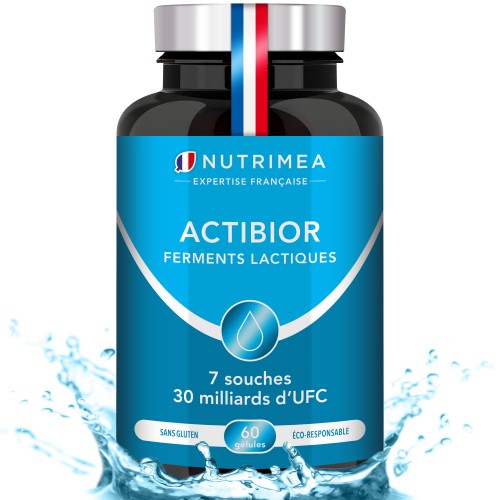 NUTRIMEA
EXPERTISE FRANÇAISE
ACTIBIOR
FERMENTS LACTIQUES
7 souches
30 milliards d'UFC
SANS GLUTEN
60
gélules
ÉCO-RESPONSABLE